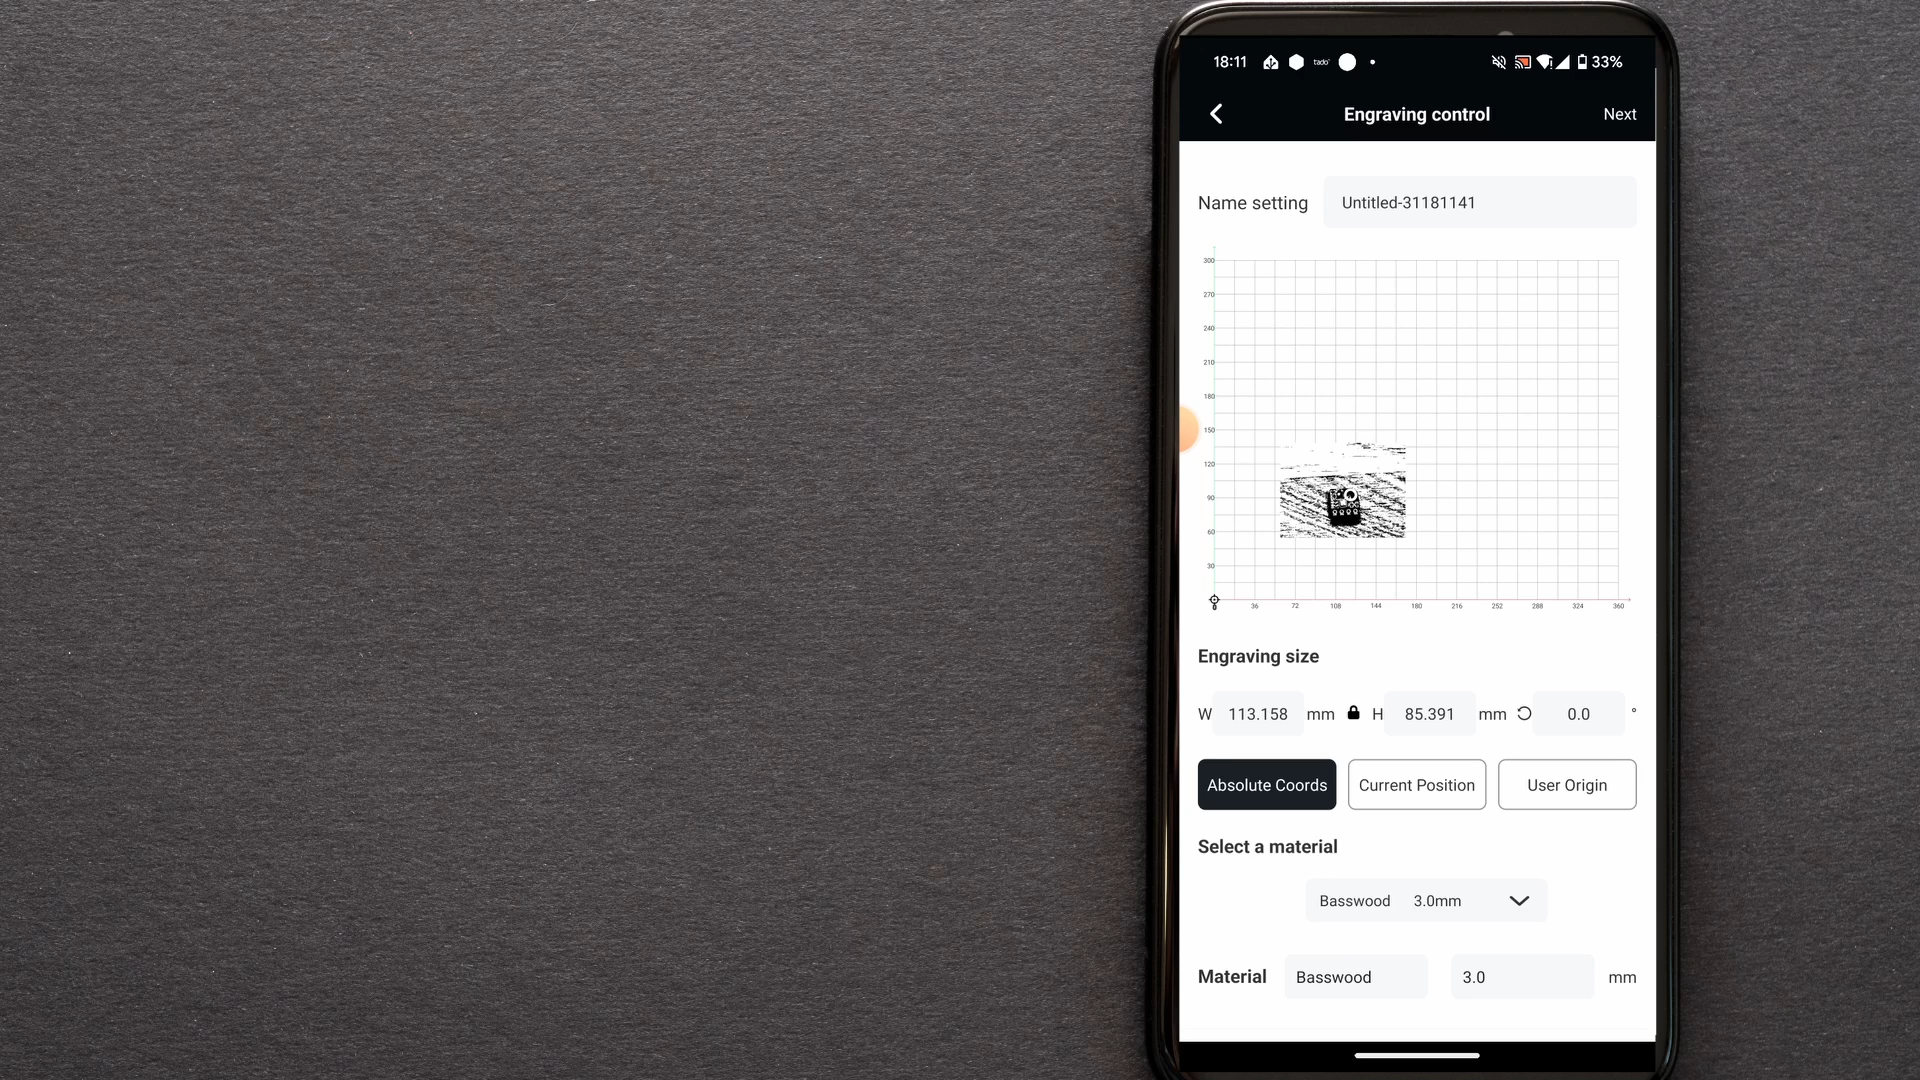 18:11 tado° 33%
Engraving control Next
Name setting Untitled-31181141
300
270
240
210
180
150
120
90
60
30
0 36 72 108 144 180 216 252 288 324 360
Engraving size
W 113.158 mm H 85.391 mm 0.0 °
Absolute Coords Current Position User Origin
Select a material
Basswood 3.0mm
Material Basswood 3.0 mm